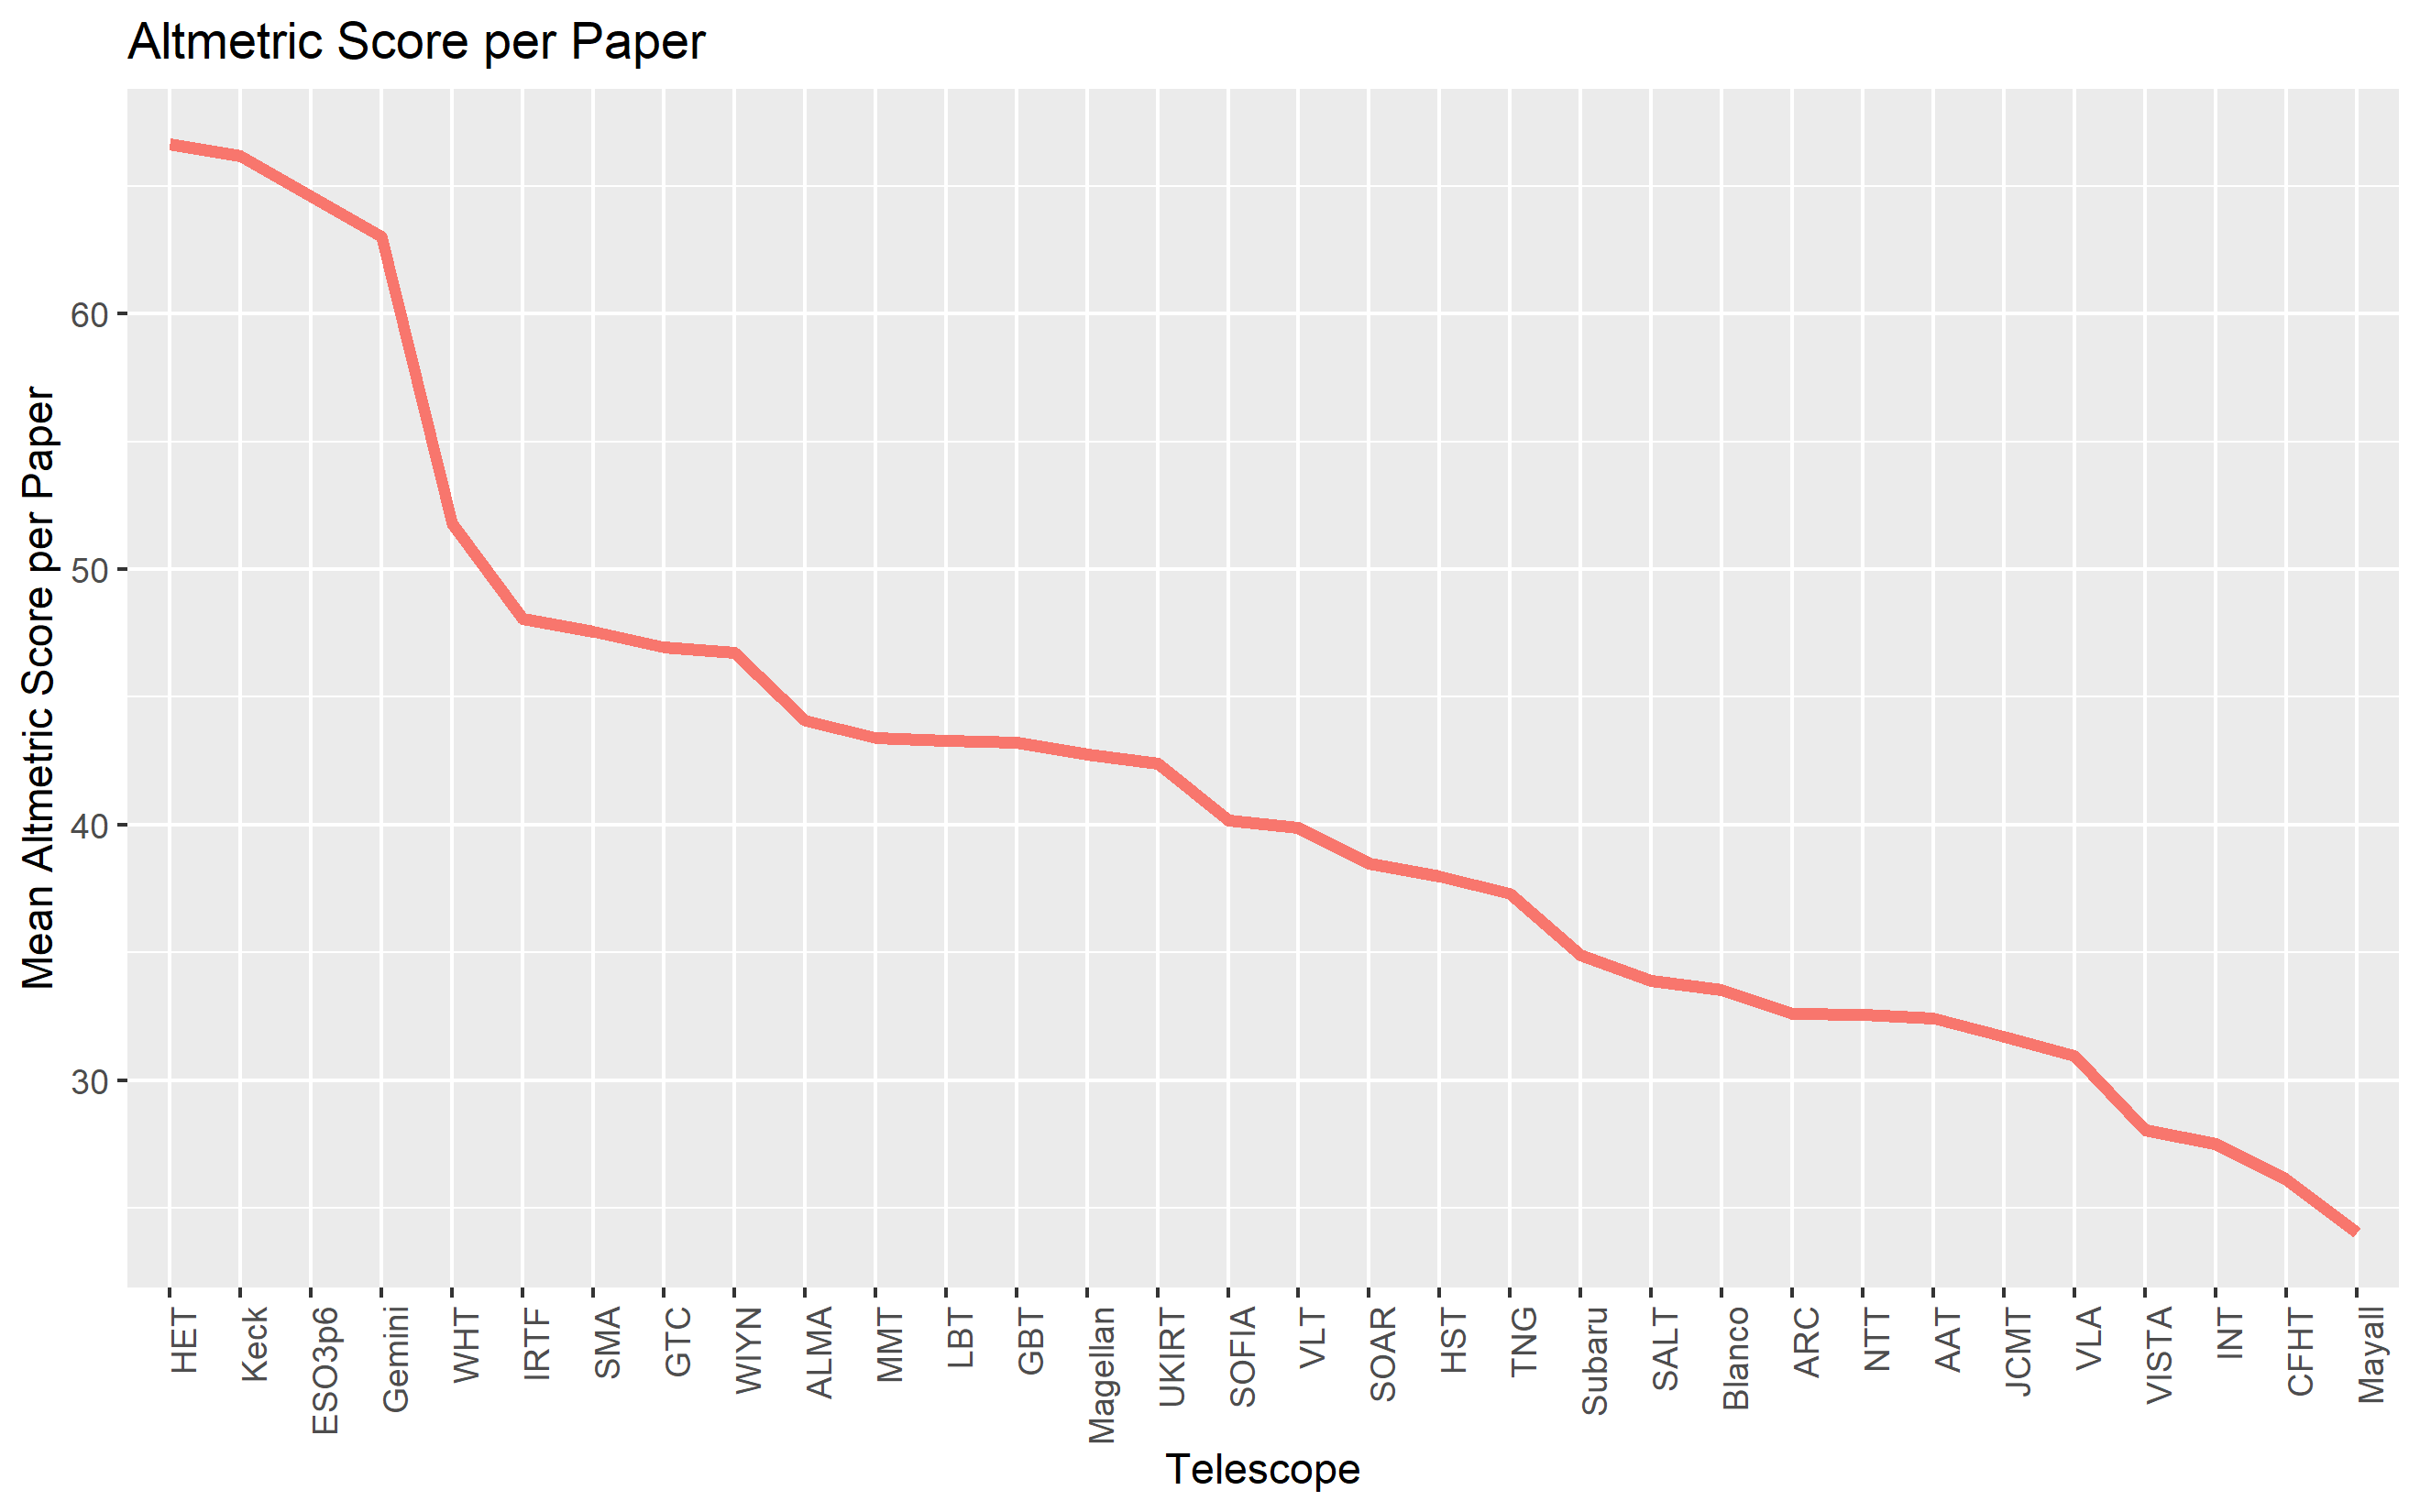 Altmetric Score per Paper
Mean Altmetric Score per Paper
60
50
40
30
HET
Keck
ESO3p6
Gemini
WHT
IRTF
SMA
GTC
WIYN
ALMA
MMT
LBT
GBT
Magellan
UKIRT
SOFIA
VLT
SOAR
HST
TNG
Subaru
SALT
Blanco
ARC
NTT
AAT
JCMT
VLA
VISTA
INT
CFHT
Mayall
Telescope